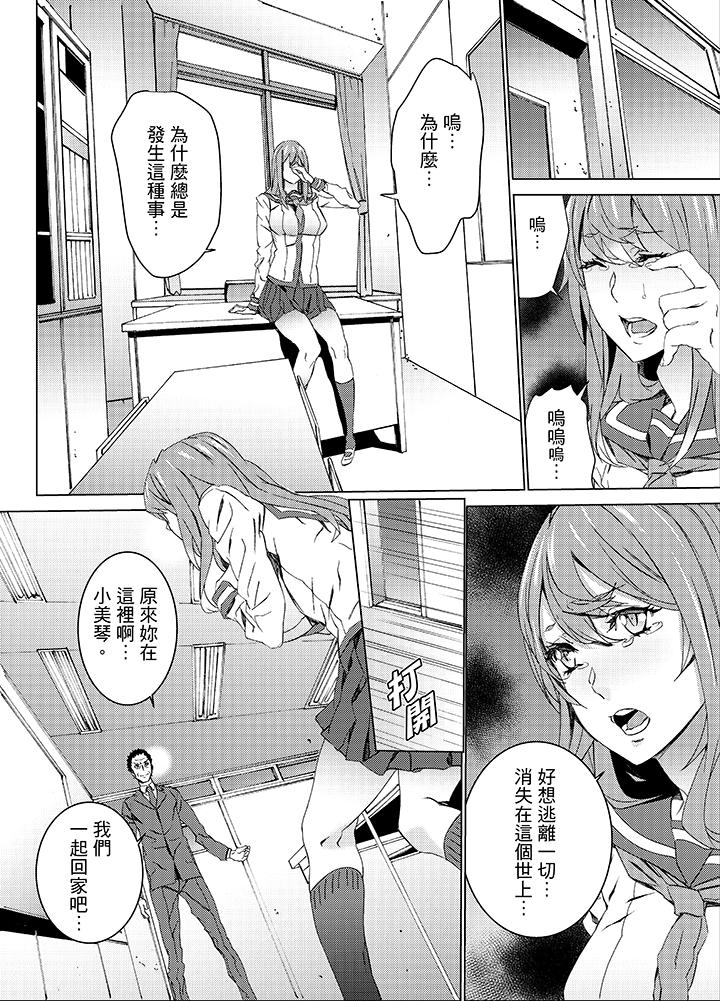 嗚…
嗚嗚嗚…
嗚…
為什麼…
為什麼總是
發生這種事…
好想逃離一切…
消失在這個世上…
打開
原來妳在
這裡啊…
小美琴。
我們
一起回家吧…